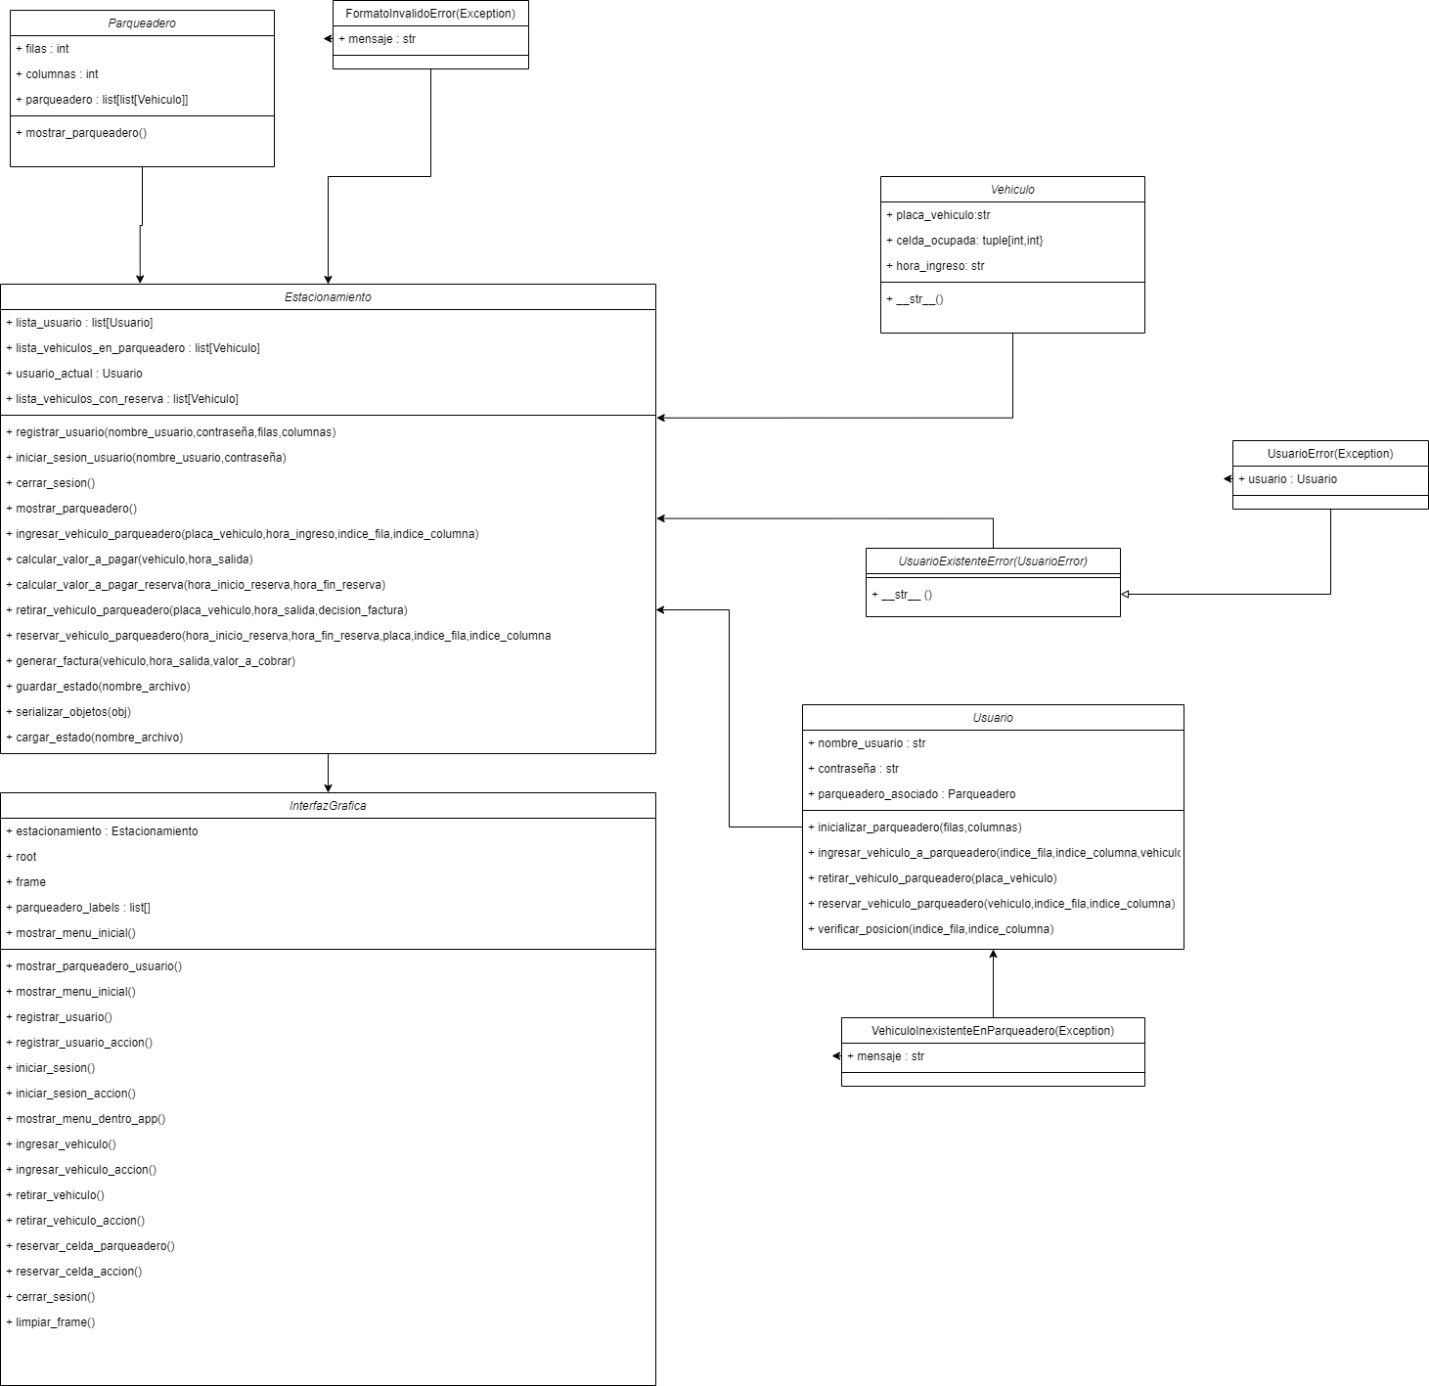 Parqueadero
+ filas : int
+ columnas : int
+ parqueadero : list[list[Vehiculo]]
+ mostrar_parqueadero()
FormatoInvalidoError(Exception)
+ mensaje : str
Vehiculo
+ placa_vehiculo:str
+ celda_ocupada: tuple{int,int}
+ hora_ingreso: str
+ __str__()
Estacionamiento
+ lista_usuario : list[Usuario]
+ lista_vehiculos_en_parqueadero : list[Vehiculo]
+ usuario_actual : Usuario
+ lista_vehiculos_con_reserva : list[Vehiculo]
+ registrar_usuario(nombre_usuario,contraseña,filas,columnas)
+ iniciar_sesion_usuario(nombre_usuario,contraseña)
+ cerrar_sesion()
+ mostrar_parqueadero()
+ ingresar_vehiculo_parqueadero(placa_vehiculo,hora_ingreso,indice_fila,indice_columna)
+ calcular_valor_a_pagar(vehiculo,hora_salida)
+ calcular_valor_a_pagar_reserva(hora_inicio_reserva,hora_fin_reserva)
+ retirar_vehiculo_parqueadero(placa_vehiculo,hora_salida,decision_factura)
+ reservar_vehiculo_parqueadero(hora_inicio_reserva,hora_fin_reserva,placa,indice_fila,indice_columna
+ generar_factura(vehiculo,hora_salida,valor_a_cobrar)
+ guardar_estado(nombre_archivo)
+ serializar_objetos(obj)
+ cargar_estado(nombre_archivo)
UsuarioError(Exception)
+ usuario : Usuario
UsuarioExistenteError(UsuarioError)
+ __str__ ()
Usuario
+ nombre_usuario : str
+ contraseña : str
+ parqueadero_asociado : Parqueadero
+ inicializar_parqueadero(filas,columnas)
+ ingresar_vehiculo_a_parqueadero(indice_fila,indice_columna,vehiculo
+ retirar_vehiculo_parqueadero(placa_vehiculo)
+ reservar_vehiculo_parqueadero(vehiculo,indice_fila,indice_columna)
+ verificar_posicion(indice_fila,indice_columna)
VehiculoInexistenteEnParqueadero(Exception)
+ mensaje : str
InterfazGrafica
+ estacionamiento : Estacionamiento
+ root
+ frame
+ parqueadero_labels : list[]
+ mostrar_menu_inicial()
+ mostrar_parqueadero_usuario()
+ mostrar_menu_inicial()
+ registrar_usuario()
+ registrar_usuario_accion()
+ iniciar_sesion()
+ iniciar_sesion_accion()
+ mostrar_menu_dentro_app()
+ ingresar_vehiculo()
+ ingresar_vehiculo_accion()
+ retirar_vehiculo()
+ retirar_vehiculo_accion()
+ reservar_celda_parqueadero()
+ reservar_celda_accion()
+ cerrar_sesion()
+ limpiar_frame()